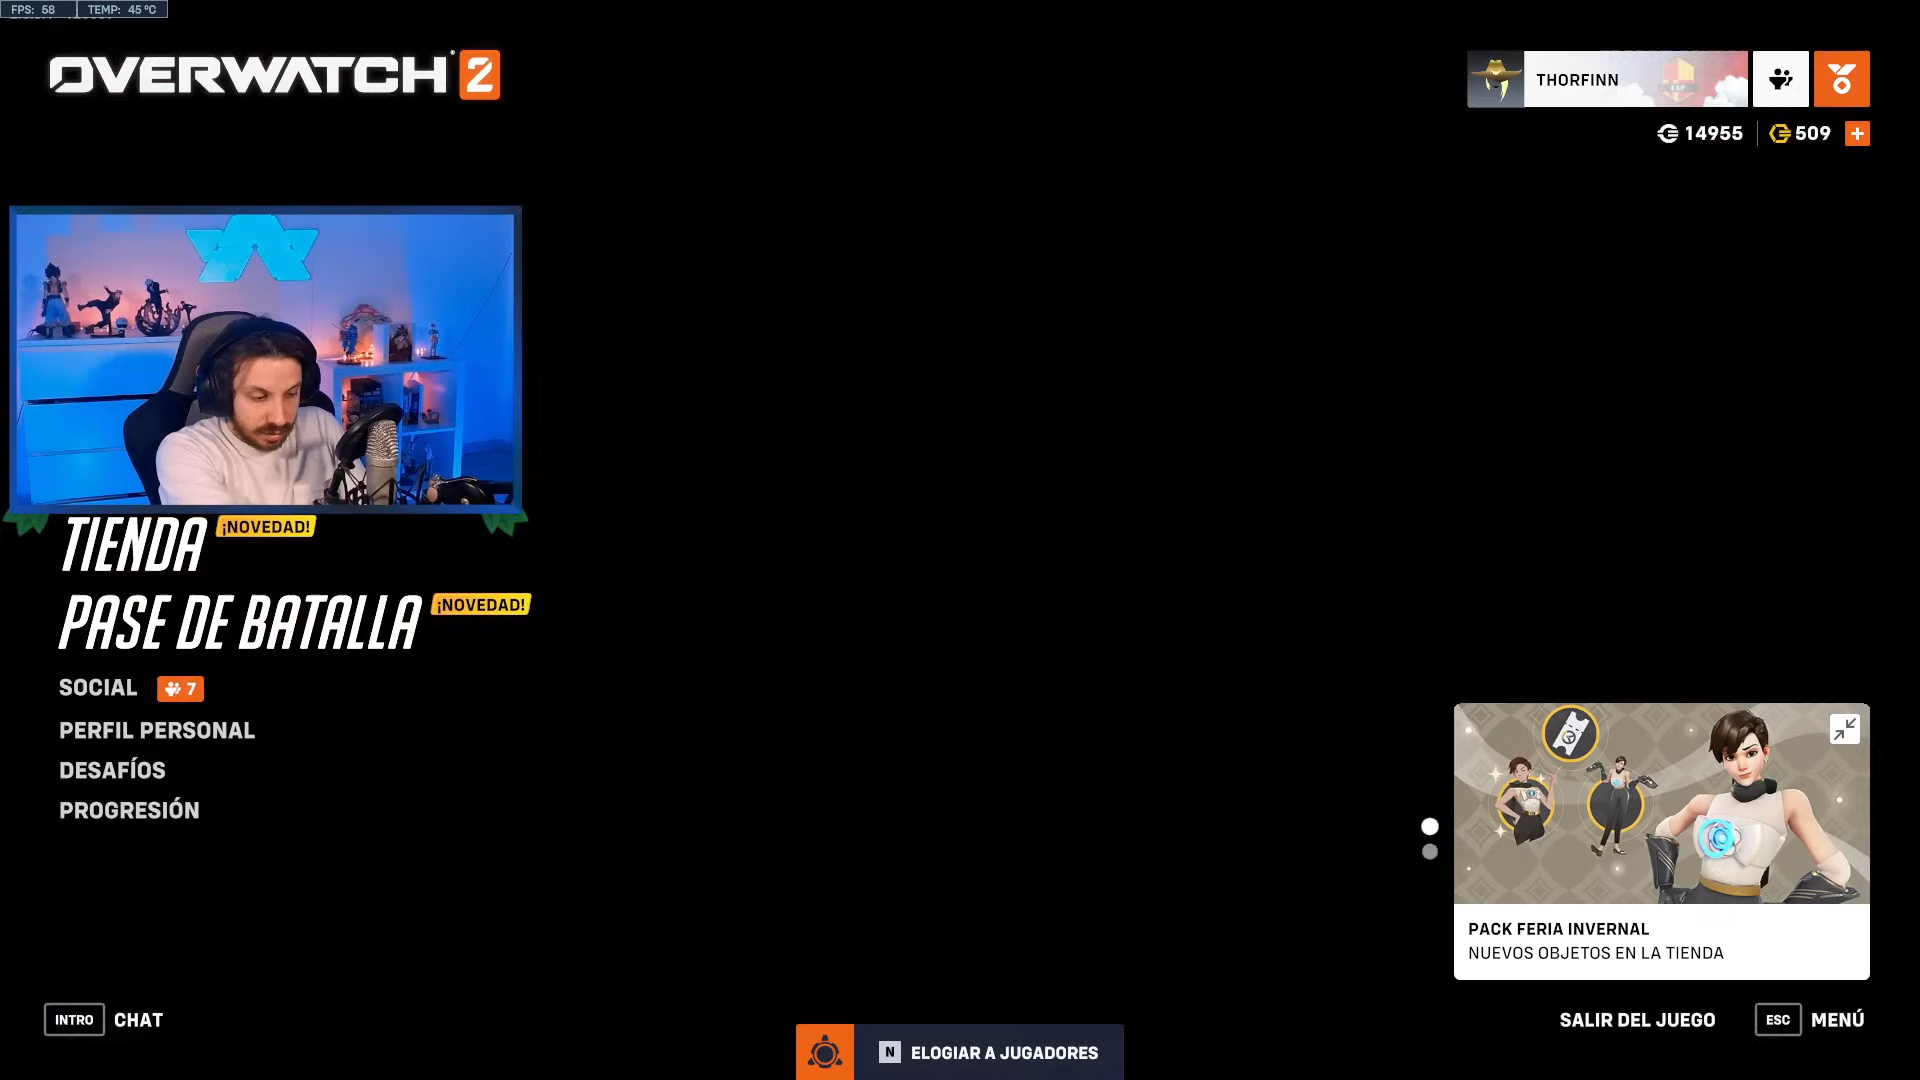 FPS: 58 TEMP: 45 ºC
OVERWATCH 2
THORFINN
14955 509 +
TIENDA ¡NOVEDAD!
PASE DE BATALLA ¡NOVEDAD!
SOCIAL 7
PERFIL PERSONAL
DESAFÍOS
PROGRESIÓN
PACK FERIA INVERNAL
NUEVOS OBJETOS EN LA TIENDA
INTRO CHAT
N ELOGIAR A JUGADORES
SALIR DEL JUEGO ESC MENÚ